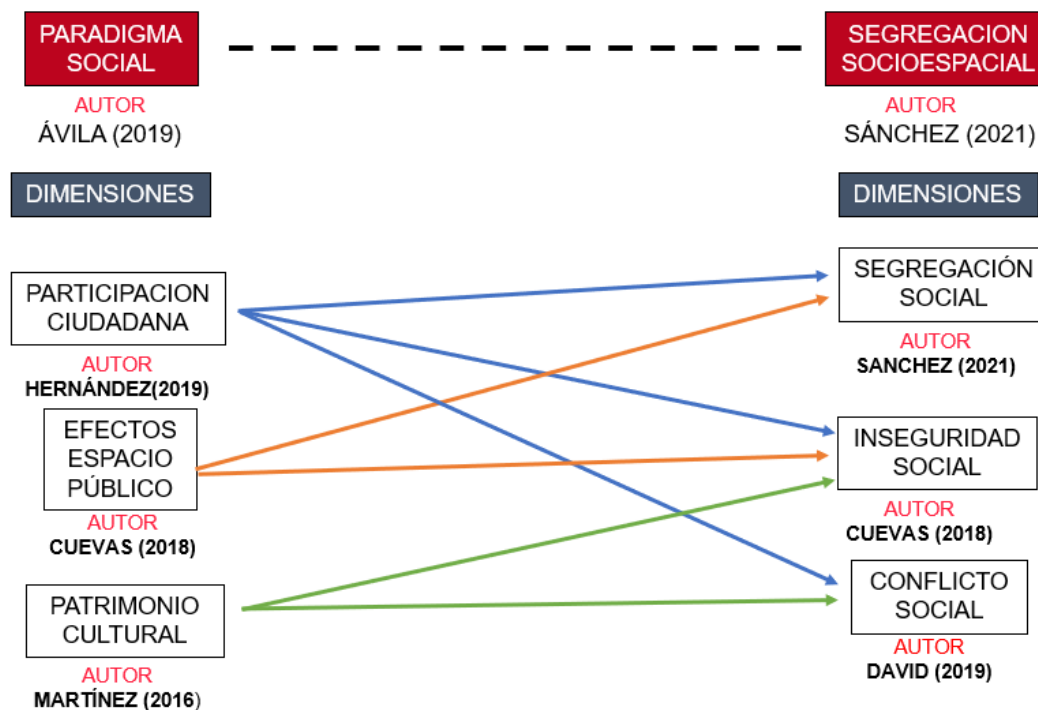 PARADIGMA
SOCIAL
AUTOR
ÁVILA (2019)
DIMENSIONES
PARTICIPACION
CIUDADANA
AUTOR
HERNÁNDEZ(2019)
EFECTOS
ESPACIO
PÚBLICO
AUTOR
CUEVAS (2018)
PATRIMONIO
CULTURAL
AUTOR
MARTÍNEZ (2016)
SEGREGACION
SOCIOESPACIAL
AUTOR
SÁNCHEZ (2021)
DIMENSIONES
SEGREGACIÓN
SOCIAL
AUTOR
SANCHEZ (2021)
INSEGURIDAD
SOCIAL
AUTOR
CUEVAS (2018)
CONFLICTO
SOCIAL
AUTOR
DAVID (2019)